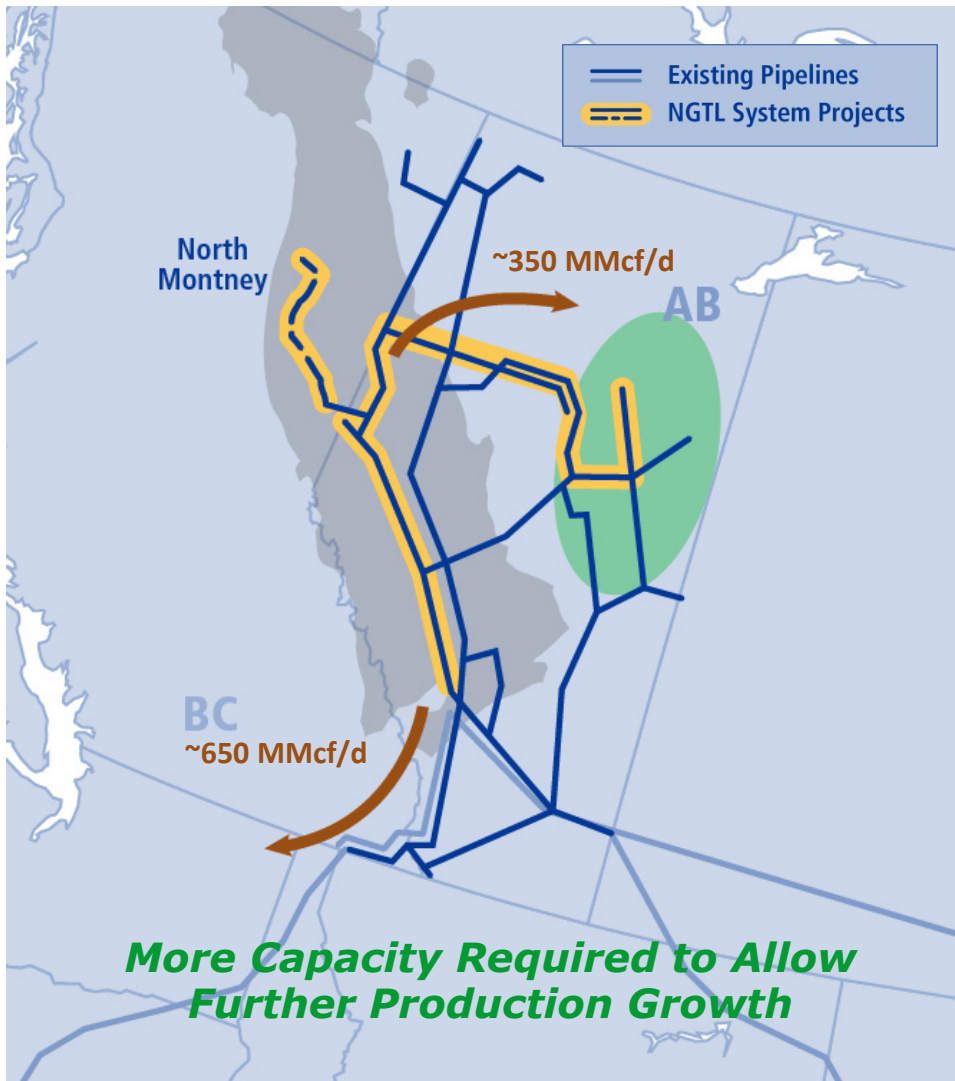 Existing Pipelines
NGTL System Projects
North
Montney
~350 MMcf/d
AB
BC
~650 MMcf/d
More Capacity Required to Allow
Further Production Growth